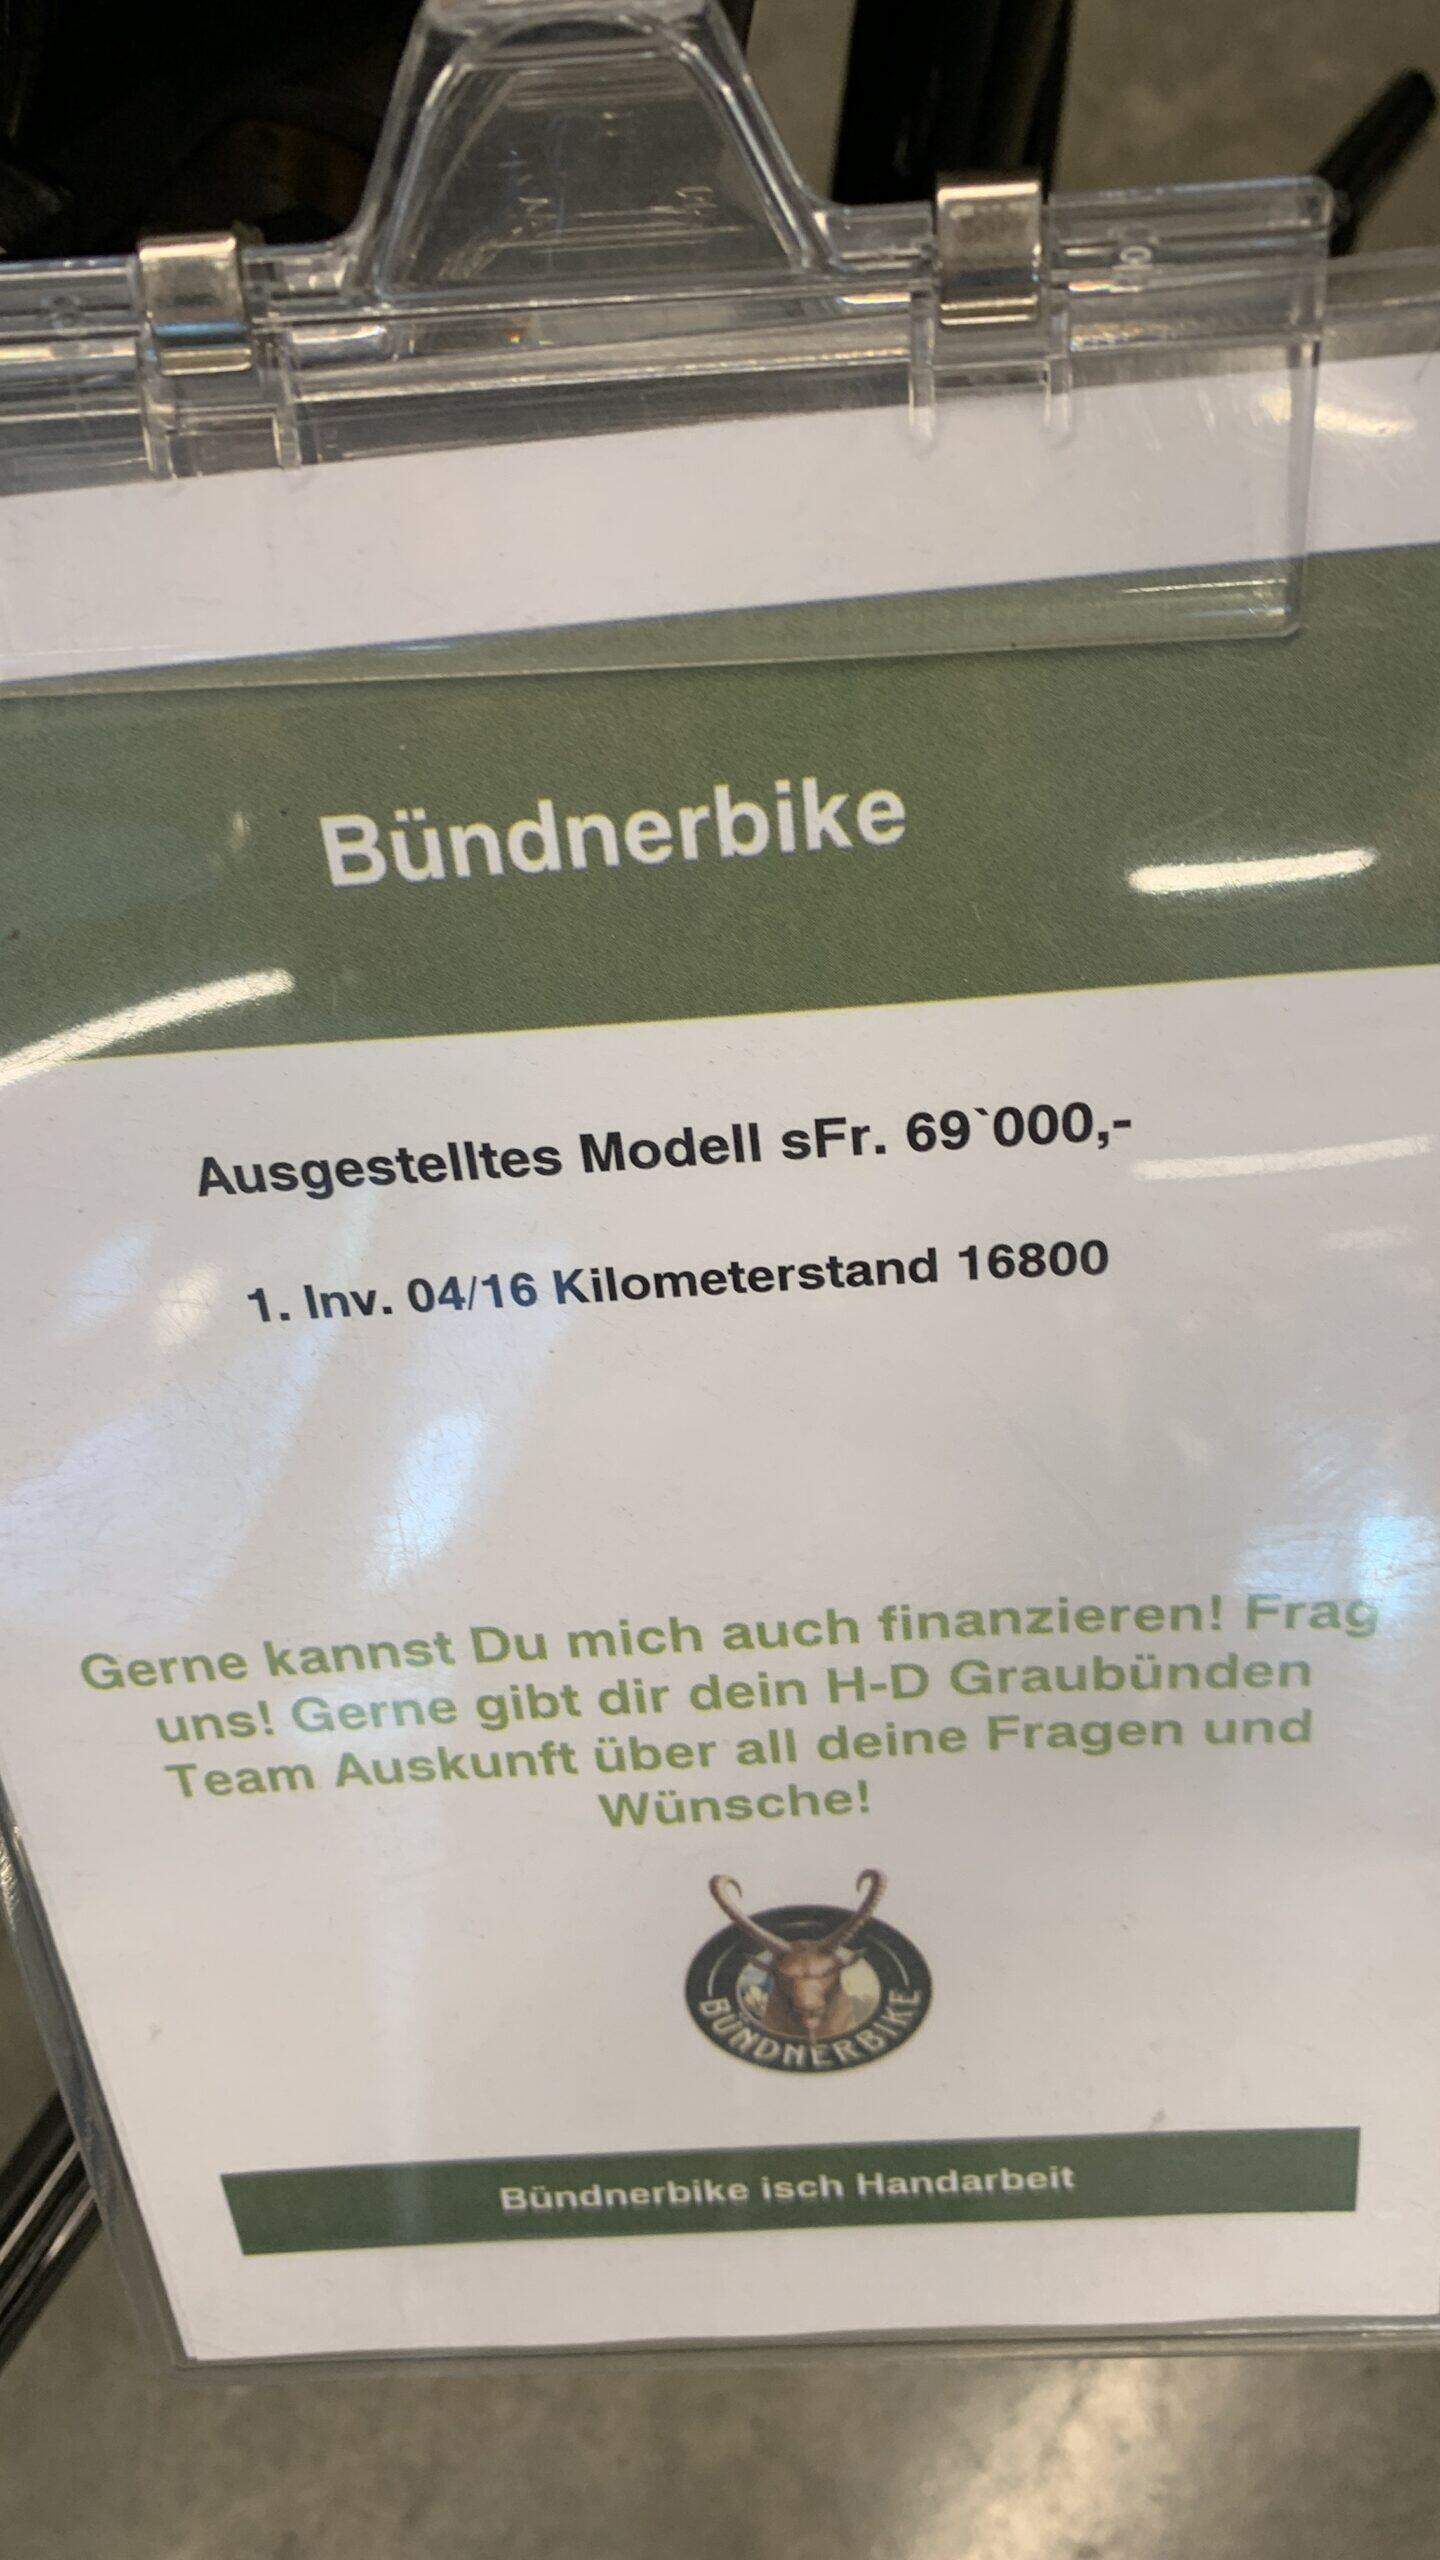 Bündnerbike
Ausgestelltes Modell sFr. 69`000,-
1. Inv. 04/16 Kilometerstand 16800
Gerne kannst Du mich auch finanzieren! Frag
uns! Gerne gibt dir dein H-D Graubünden
Team Auskunft über all deine Fragen und
Wünsche!
BÜNDNERBIKE
Bündnerbike isch Handarbeit